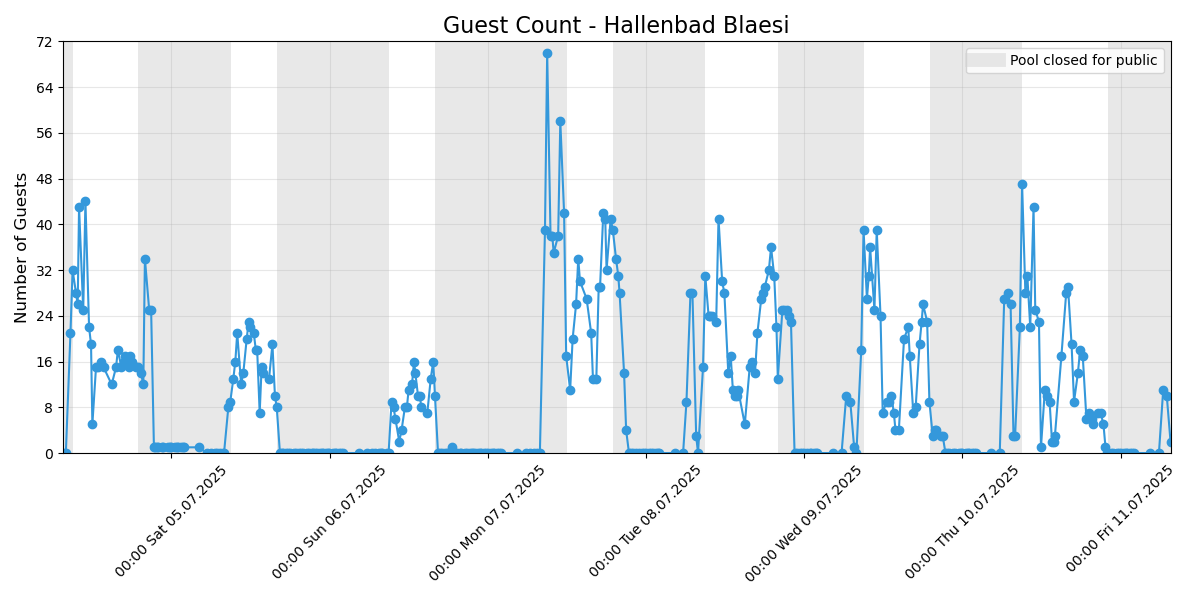 Guest Count - Hallenbad Blaesi
Pool closed for public
Number of Guests
72
64
56
48
40
32
24
16
8
0
00:00 Sat 05.07.2025
00:00 Sun 06.07.2025
00:00 Mon 07.07.2025
00:00 Tue 08.07.2025
00:00 Wed 09.07.2025
00:00 Thu 10.07.2025
00:00 Fri 11.07.2025